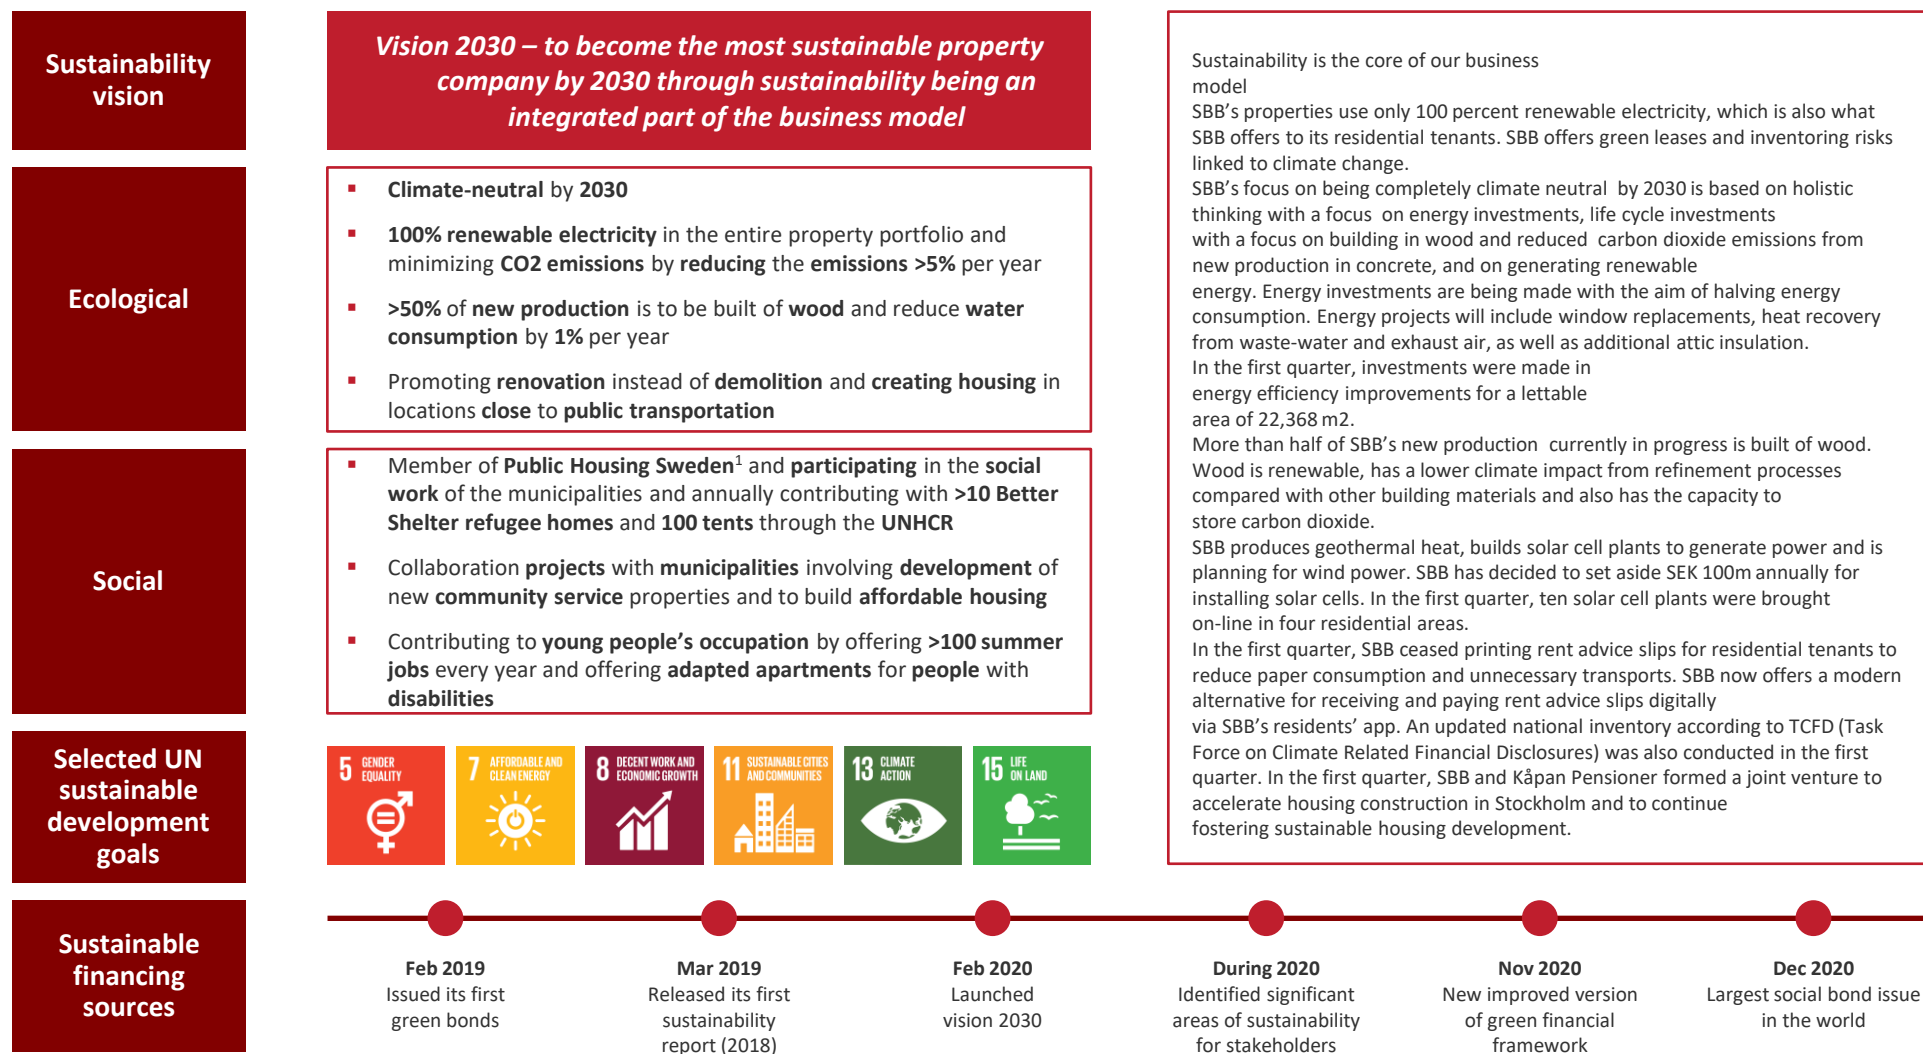 Sustainability
vision
Vision 2030 – to become the most sustainable property
company by 2030 through sustainability being an
integrated part of the business model
Ecological
▪ Climate-neutral by 2030
▪ 100% renewable electricity in the entire property portfolio and
minimizing CO2 emissions by reducing the emissions >5% per year
▪ >50% of new production is to be built of wood and reduce water
consumption by 1% per year
▪ Promoting renovation instead of demolition and creating housing in
locations close to public transportation
Social
▪ Member of Public Housing Sweden1 and participating in the social
work of the municipalities and annually contributing with >10 Better
Shelter refugee homes and 100 tents through the UNHCR
▪ Collaboration projects with municipalities involving development of
new community service properties and to build affordable housing
▪ Contributing to young people's occupation by offering >100 summer
jobs every year and offering adapted apartments for people with
disabilities
Selected UN
sustainable
development
goals
5 GENDER
EQUALITY
7 AFFORDABLE AND
CLEAN ENERGY
8 DECENT WORK AND
ECONOMIC GROWTH
11 SUSTAINABLE CITIES
AND COMMUNITIES
13 CLIMATE
ACTION
15 LIFE
ON LAND
Sustainability is the core of our business
model
SBB's properties use only 100 percent renewable electricity, which is also what
SBB offers to its residential tenants. SBB offers green leases and inventoring risks
linked to climate change.
SBB's focus on being completely climate neutral by 2030 is based on holistic
thinking with a focus on energy investments, life cycle investments
with a focus on building in wood and reduced carbon dioxide emissions from
new production in concrete, and on generating renewable
energy. Energy investments are being made with the aim of halving energy
consumption. Energy projects will include window replacements, heat recovery
from waste-water and exhaust air, as well as additional attic insulation.
In the first quarter, investments were made in
energy efficiency improvements for a lettable
area of 22,368 m2.
More than half of SBB's new production currently in progress is built of wood.
Wood is renewable, has a lower climate impact from refinement processes
compared with other building materials and also has the capacity to
store carbon dioxide.
SBB produces geothermal heat, builds solar cell plants to generate power and is
planning for wind power. SBB has decided to set aside SEK 100m annually for
installing solar cells. In the first quarter, ten solar cell plants were brought
on-line in four residential areas.
In the first quarter, SBB ceased printing rent advice slips for residential tenants to
reduce paper consumption and unnecessary transports. SBB now offers a modern
alternative for receiving and paying rent advice slips digitally
via SBB's residents' app. An updated national inventory according to TCFD (Task
Force on Climate Related Financial Disclosures) was also conducted in the first
quarter. In the first quarter, SBB and Kåpan Pensioner formed a joint venture to
accelerate housing construction in Stockholm and to continue
fostering sustainable housing development.
Sustainable
financing
sources
Feb 2019
Issued its first
green bonds
Mar 2019
Released its first
sustainability
report (2018)
Feb 2020
Launched
vision 2030
During 2020
Identified significant
areas of sustainability
for stakeholders
Nov 2020
New improved version
of green financial
framework
Dec 2020
Largest social bond issue
in the world